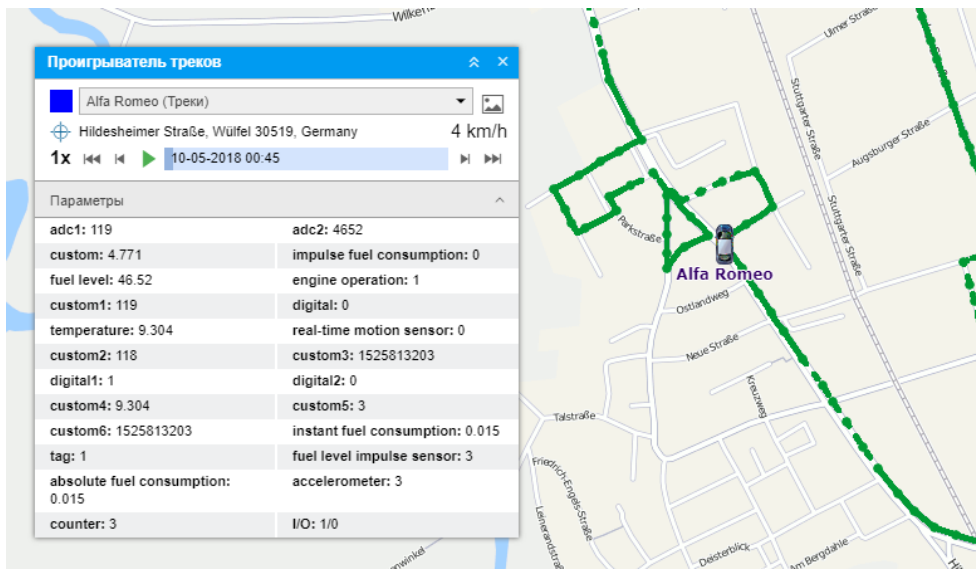 Wilkenb
Ulmer Straße
Проигрыватель треков
Alfa Romeo (Треки)
Hildesheimer Straße, Wülfel 30519, Germany 4 km/h
1x 10-05-2018 00:45
Параметры
adc1: 119 adc2: 4652
custom: 4.771 impulse fuel consumption: 0
fuel level: 46.52 engine operation: 1
custom1: 119 digital: 0
temperature: 9.304 real-time motion sensor: 0
custom2: 118 custom3: 1525813203
digital1: 1 digital2: 0
custom4: 9.304 custom5: 3
custom6: 1525813203 instant fuel consumption: 0.015
tag: 1 fuel level impulse sensor: 3
absolute fuel consumption:
0.015 accelerometer: 3
counter: 3 I/O: 1/0
Stuttgarter Straße
Augsburger Straße
Stuttgarter Straße
Parkstraße
Alfa Romeo
Ostlandweg
Neue Straße
Kreuzweg
Talstraße
Friedrich-Engels-Straße
Leinerandstraße
Deisterblick
Am Bergdahle